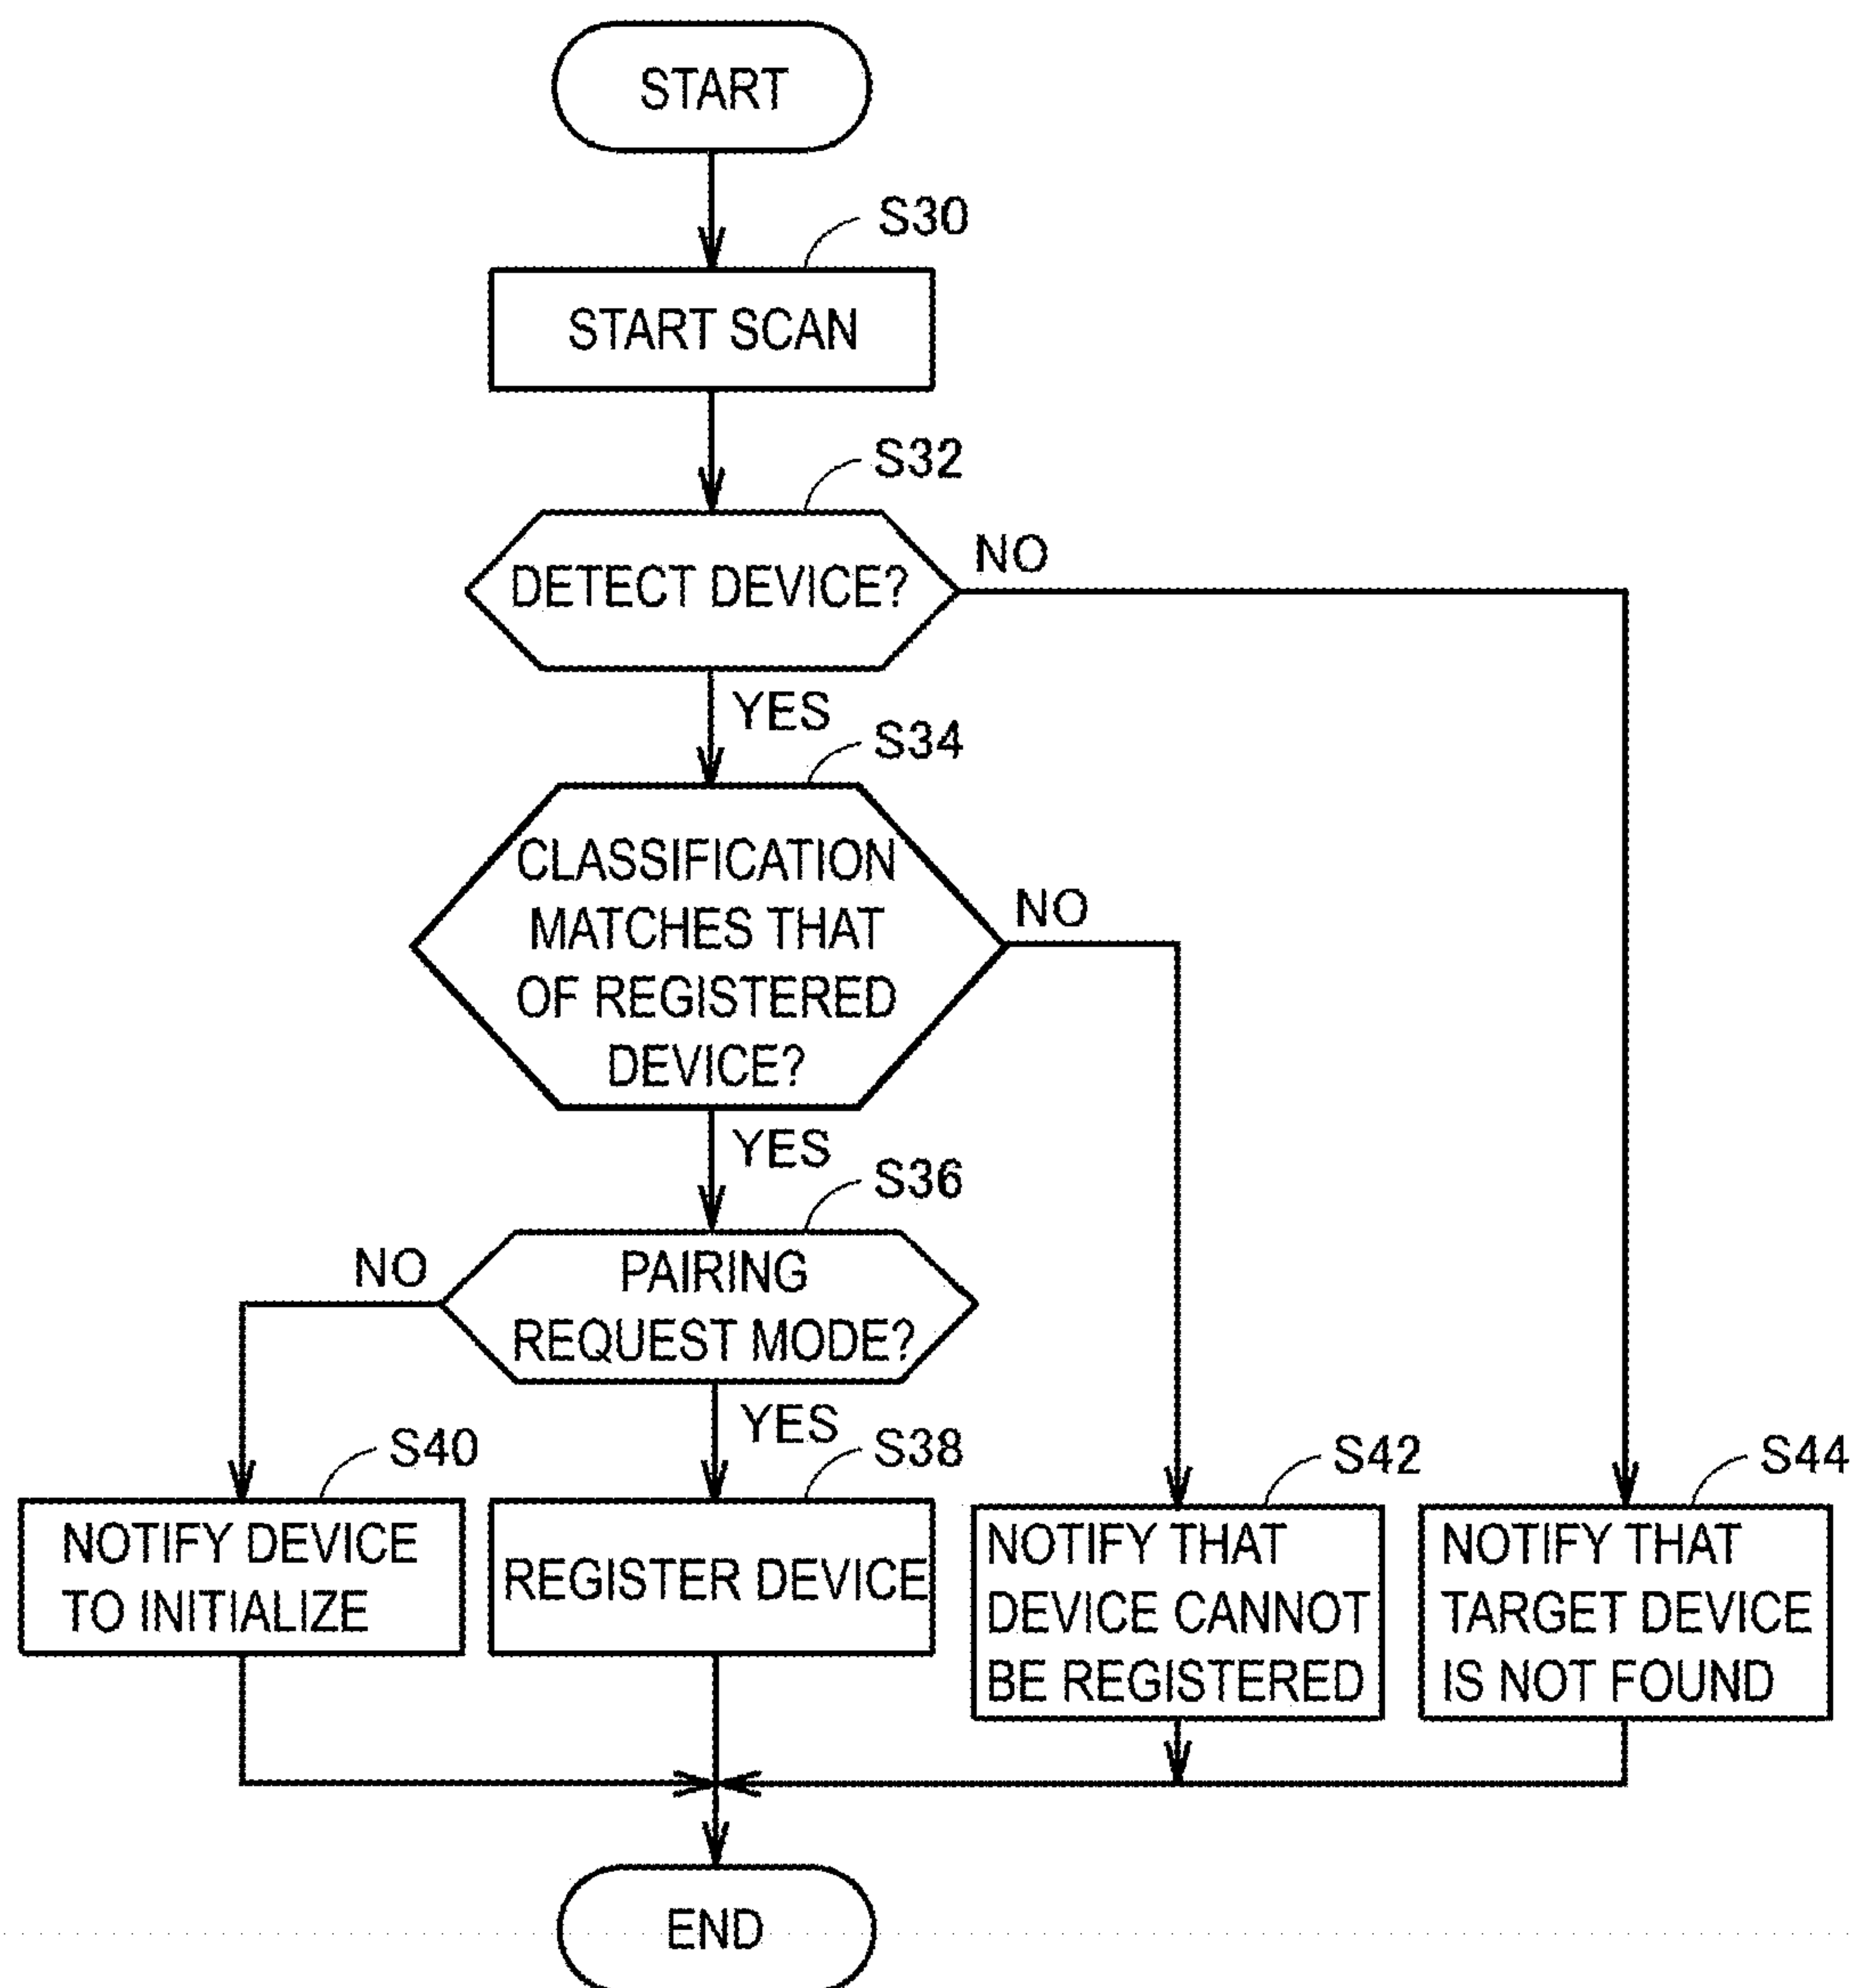 START
S30
START SCAN
S32
DETECT DEVICE?
NO
YES
S34
CLASSIFICATION
MATCHES THAT
OF REGISTERED
DEVICE?
NO
YES
S36
PAIRING
REQUEST MODE?
NO
YES
S40
NOTIFY DEVICE
TO INITIALIZE
S38
REGISTER DEVICE
S42
NOTIFY THAT
DEVICE CANNOT
BE REGISTERED
S44
NOTIFY THAT
TARGET DEVICE
IS NOT FOUND
END